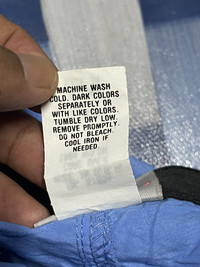 MACHINE WASH
COLD. DARK COLORS
SEPARATELY OR
WITH LIKE COLORS.
TUMBLE DRY LOW.
REMOVE PROMPTLY.
DO NOT BLEACH.
COOL IRON IF
NEEDED.